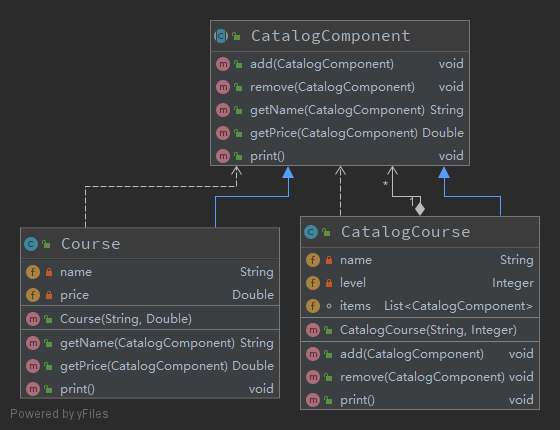 CatalogComponent
add(CatalogComponent) void
remove(CatalogComponent) void
getName(CatalogComponent) String
getPrice(CatalogComponent) Double
print() void
* 1
Course
name String
price Double
Course(String, Double)
getName(CatalogComponent) String
getPrice(CatalogComponent) Double
print() void
CatalogCourse
name String
level Integer
items List<CatalogComponent>
CatalogCourse(String, Integer)
add(CatalogComponent) void
remove(CatalogComponent) void
print() void
Powered by yFiles